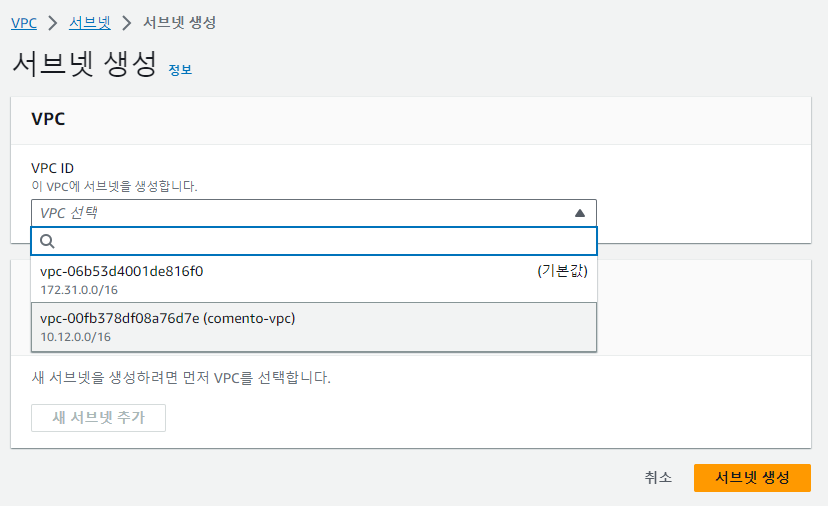 VPC > 서브넷 > 서브넷 생성
서브넷 생성 정보
VPC
VPC ID
이 VPC에 서브넷을 생성합니다.
VPC 선택
vpc-06b53d4001de816f0 (기본값)
172.31.0.0/16
vpc-00fb378df08a76d7e (comento-vpc)
10.12.0.0/16
새 서브넷을 생성하려면 먼저 VPC를 선택합니다.
새 서브넷 추가
취소 서브넷 생성